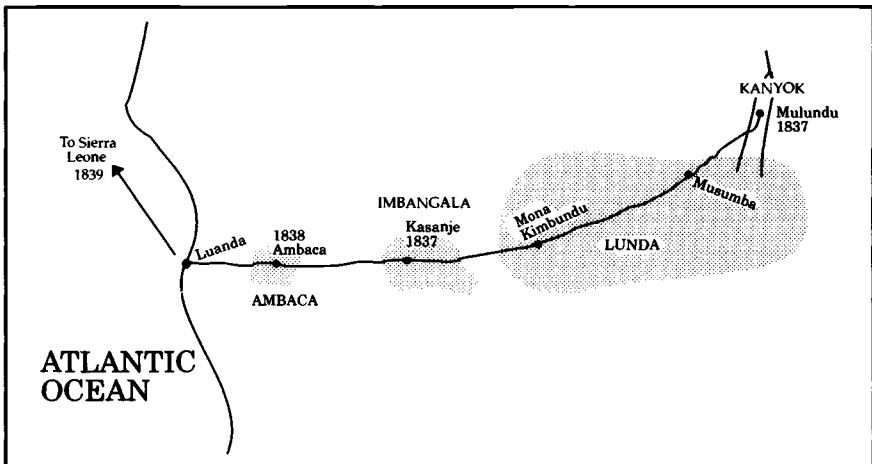 KANYOK
Mulundu
1837
To Sierra
Leone
1839
IMBANGALA
Kasanje
1837
Musumba
Mona
Kimbundu
LUNDA
1838
Ambaca
Luanda
AMBACA
ATLANTIC
OCEAN